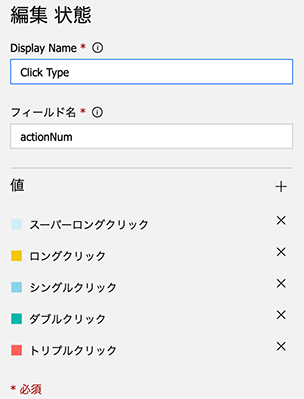 編集 状態
Display Name *
Click Type
フィールド名 *
actionNum
値
スーパーロングクリック
ロングクリック
シングルクリック
ダブルクリック
トリプルクリック
* 必須